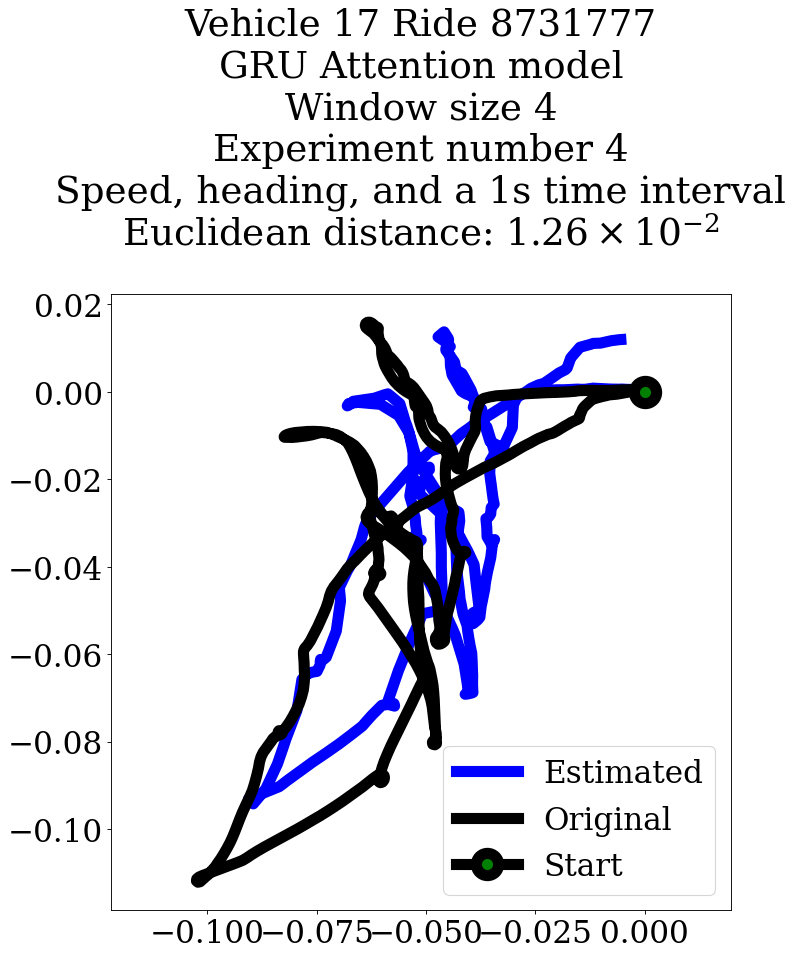 Vehicle 17 Ride 8731777
GRU Attention model
Window size 4
Experiment number 4
Speed, heading, and a 1s time interval
Euclidean distance: 1.26 × 10⁻²
0.02
0.00
−0.02
−0.04
−0.06
−0.08
−0.10
Estimated
Original
Start
−0.100 −0.075 −0.050 −0.025 0.000